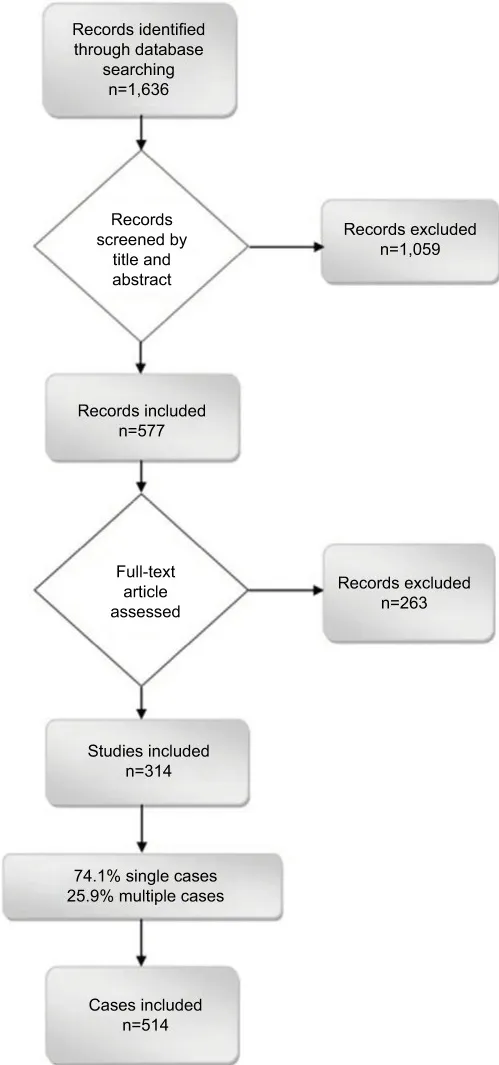 Records identified
through database
searching
n=1,636
Records
screened by
title and
abstract
Records excluded
n=1,059
Records included
n=577
Full-text
article
assessed
Records excluded
n=263
Studies included
n=314
74.1% single cases
25.9% multiple cases
Cases included
n=514